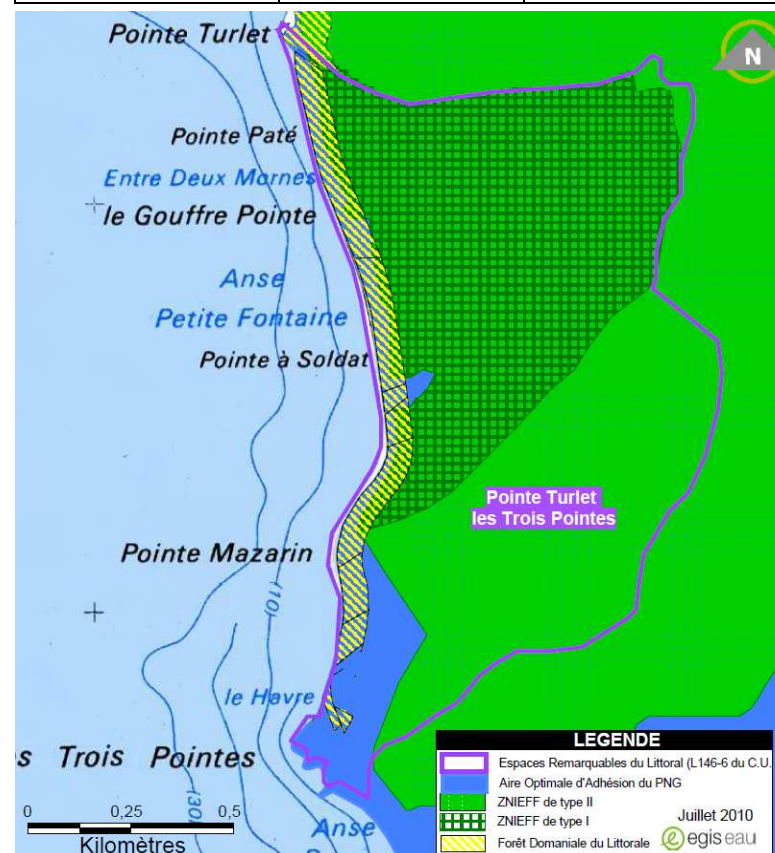 Pointe Turlet
N
Pointe Paté
Entre Deux Mornes
le Gouffre Pointe
Anse
Petite Fontaine
Pointe à Soldat
Pointe Turlet
les Trois Pointes
Pointe Mazarin
(10)
le Havre
s Trois Pointes
(30)
Anse
0 0,25 0,5
Kilomètres
LEGENDE
Espaces Remarquables du Littoral (L146-6 du C.U.
Aire Optimale d'Adhésion du PNG
ZNIEFF de type II
ZNIEFF de type I
Forêt Domaniale du Littorale
Juillet 2010
egis eau